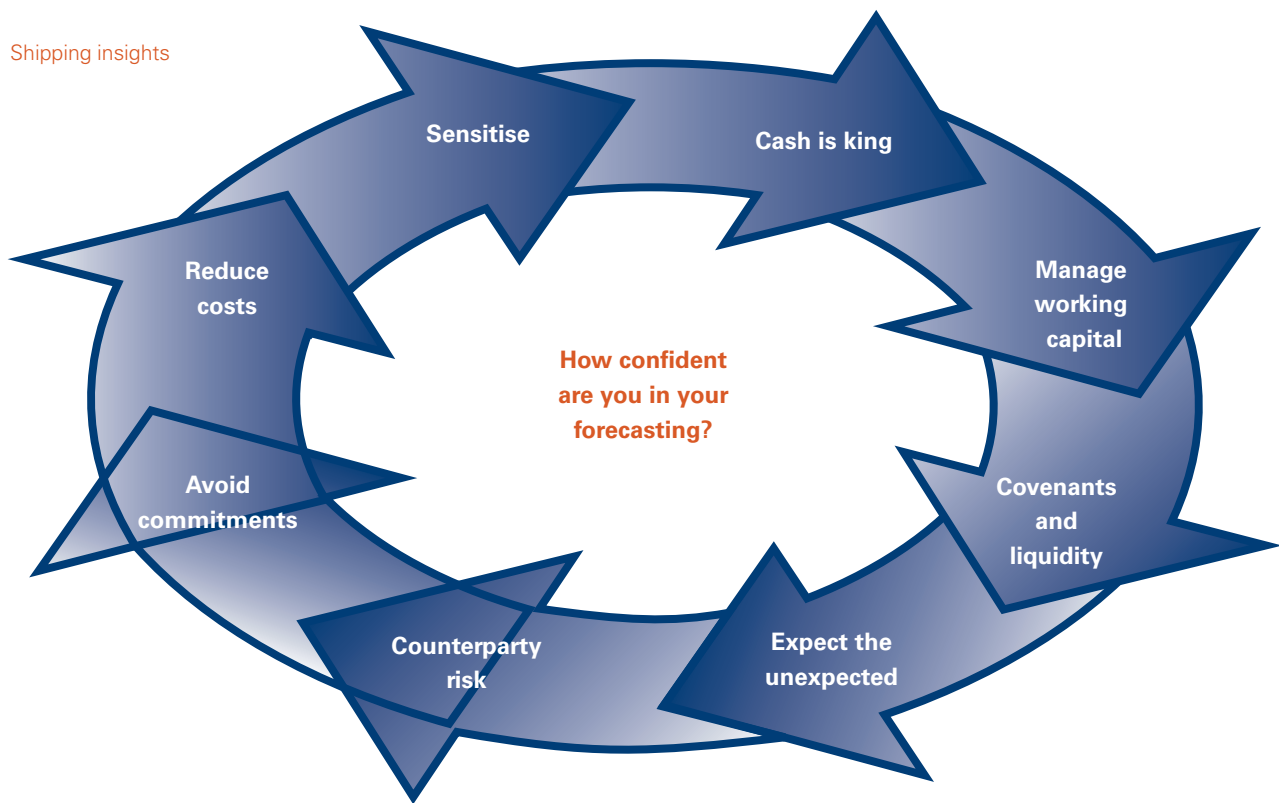 Shipping insights
Sensitise
Cash is king
Manage
working
capital
Covenants
and
liquidity
Expect the
unexpected
Counterparty
risk
Avoid
commitments
Reduce
costs
How confident
are you in your
forecasting?